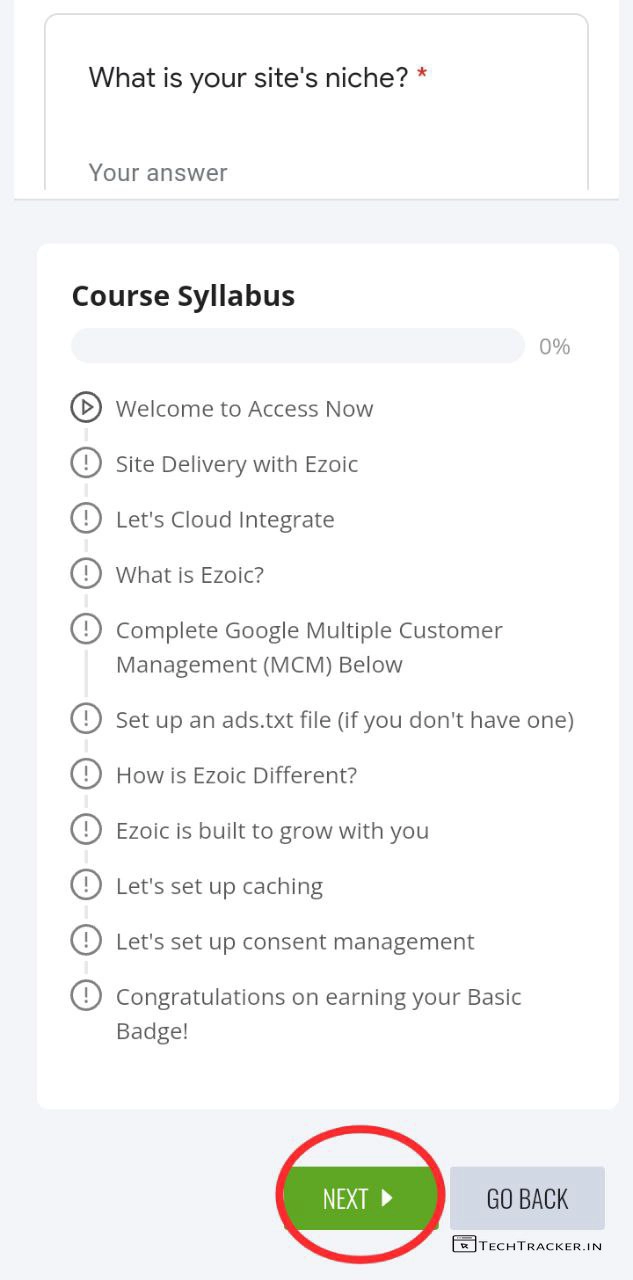 What is your site's niche? *
Your answer
Course Syllabus
0%
Welcome to Access Now
Site Delivery with Ezoic
Let's Cloud Integrate
What is Ezoic?
Complete Google Multiple Customer
Management (MCM) Below
Set up an ads.txt file (if you don't have one)
How is Ezoic Different?
Ezoic is built to grow with you
Let's set up caching
Let's set up consent management
Congratulations on earning your Basic
Badge!
NEXT
GO BACK
TECHTRACKER.IN